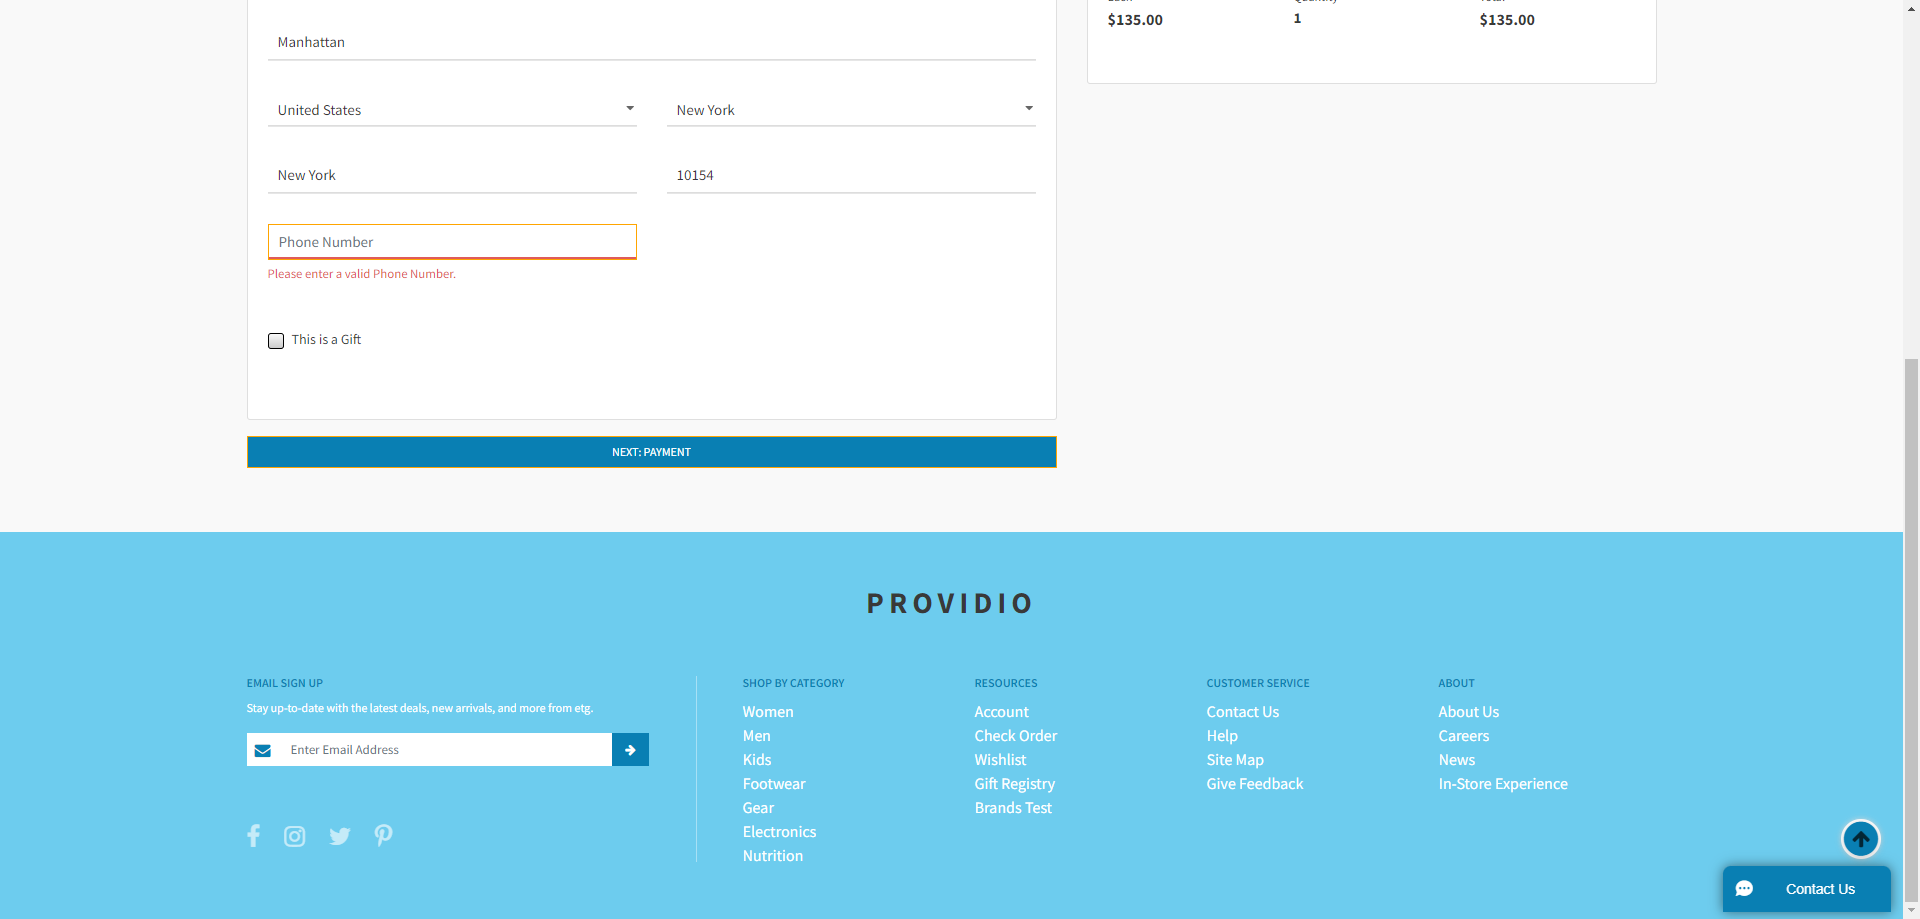 Manhattan
$135.00
1
$135.00
United States
New York
New York
10154
Phone Number
Please enter a valid Phone Number.
This is a Gift
NEXT: PAYMENT
PROVIDIO
EMAIL SIGN UP
Stay up-to-date with the latest deals, new arrivals, and more from etg.
Enter Email Address
SHOP BY CATEGORY
Women
Men
Kids
Footwear
Gear
Electronics
Nutrition
RESOURCES
Account
Check Order
Wishlist
Gift Registry
Brands Test
CUSTOMER SERVICE
Contact Us
Help
Site Map
Give Feedback
ABOUT
About Us
Careers
News
In-Store Experience
Contact Us